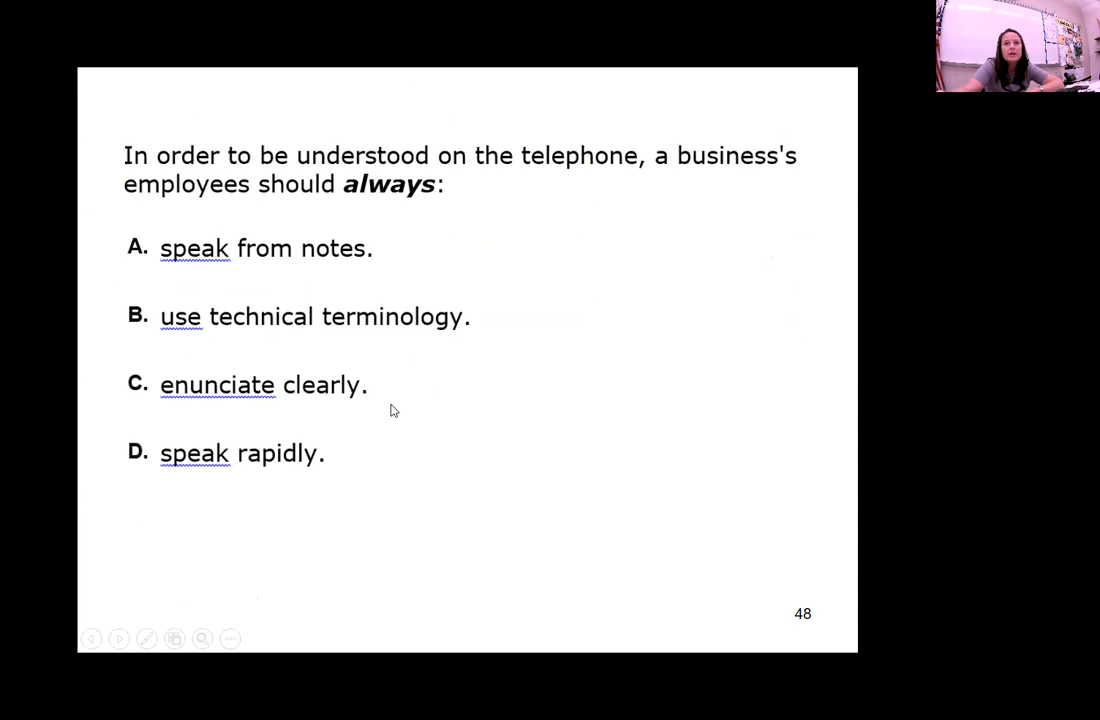 In order to be understood on the telephone, a business's
employees should always:
A. speak from notes.
B. use technical terminology.
C. enunciate clearly.
D. speak rapidly.
48